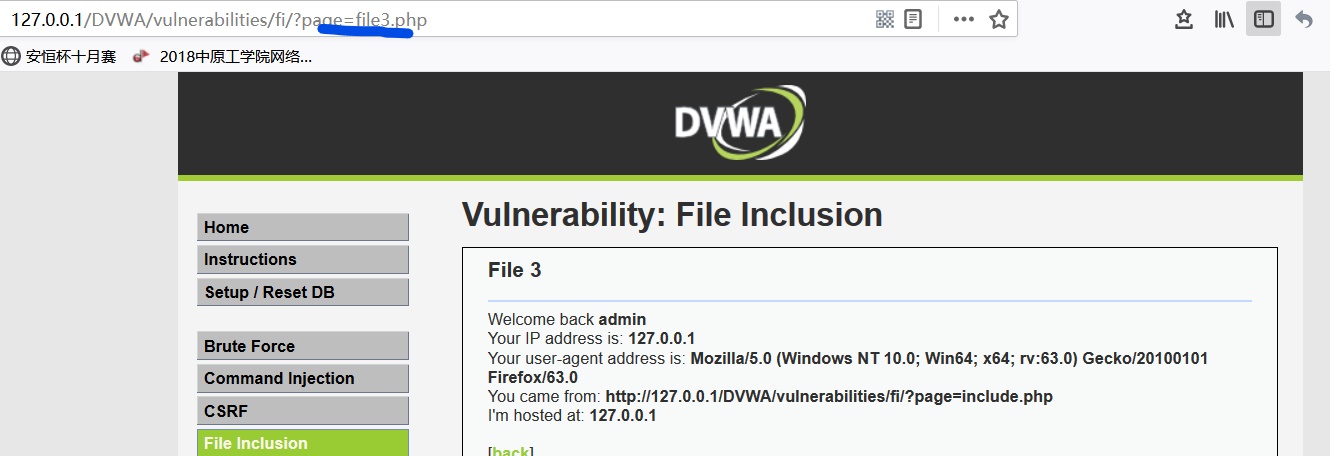 127.0.0.1/DVWA/vulnerabilities/fi/?page=file3.php
安恒杯十月赛 2018中原工学院网络...
DVWA
Vulnerability: File Inclusion
Home
Instructions
Setup / Reset DB
Brute Force
Command Injection
CSRF
File Inclusion
File 3
Welcome back admin
Your IP address is: 127.0.0.1
Your user-agent address is: Mozilla/5.0 (Windows NT 10.0; Win64; x64; rv:63.0) Gecko/20100101
Firefox/63.0
You came from: http://127.0.0.1/DVWA/vulnerabilities/fi/?page=include.php
I'm hosted at: 127.0.0.1
[back]